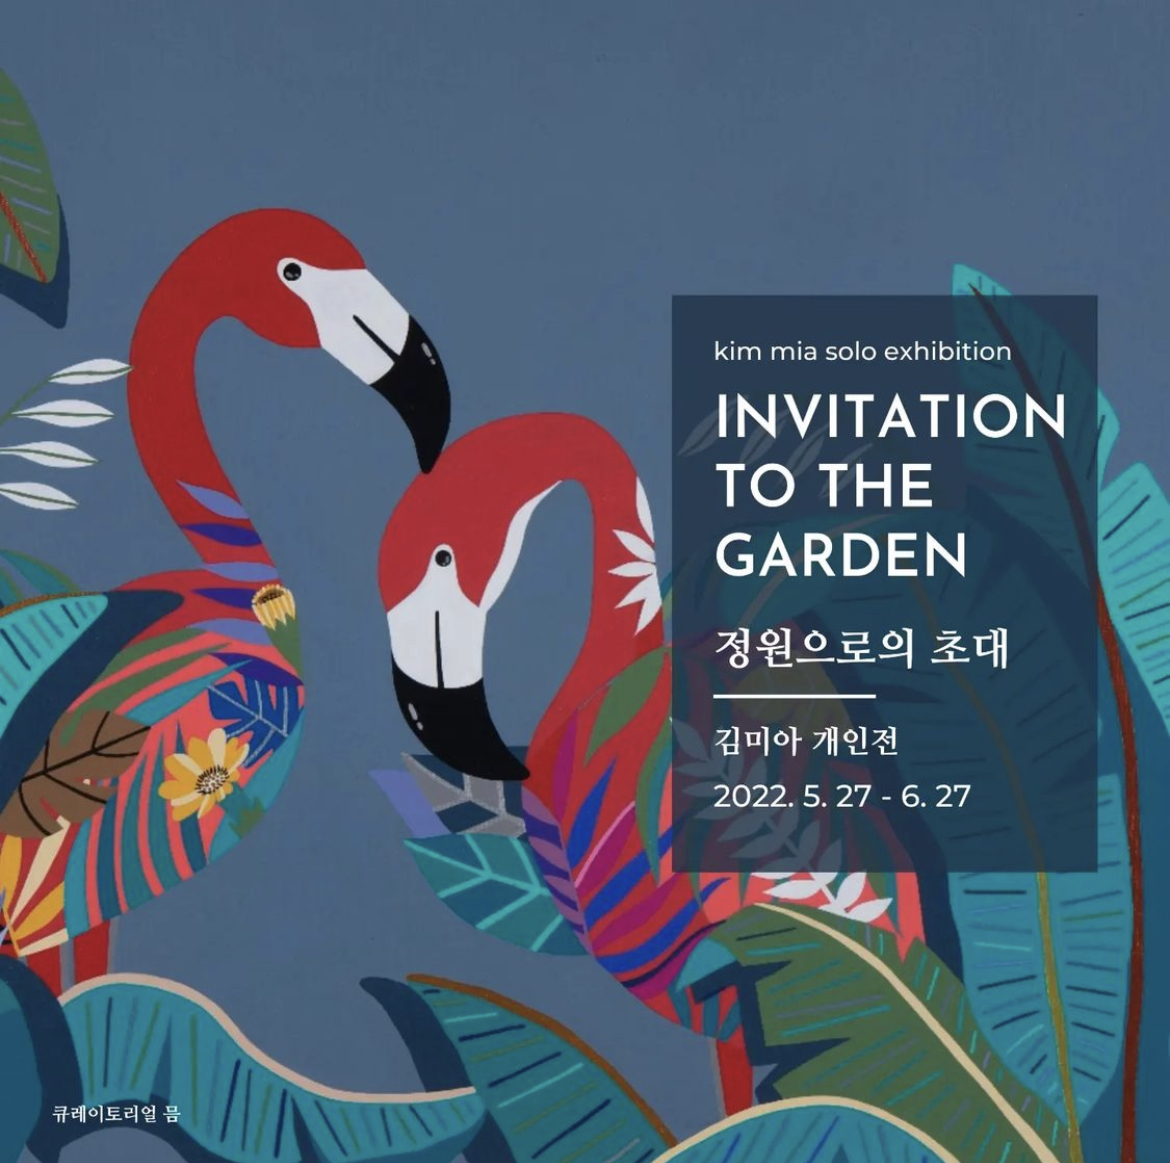 kim mia solo exhibition
INVITATION
TO THE
GARDEN
정원으로의 초대
김미아 개인전
2022. 5. 27 - 6. 27
큐레이토리얼 믐